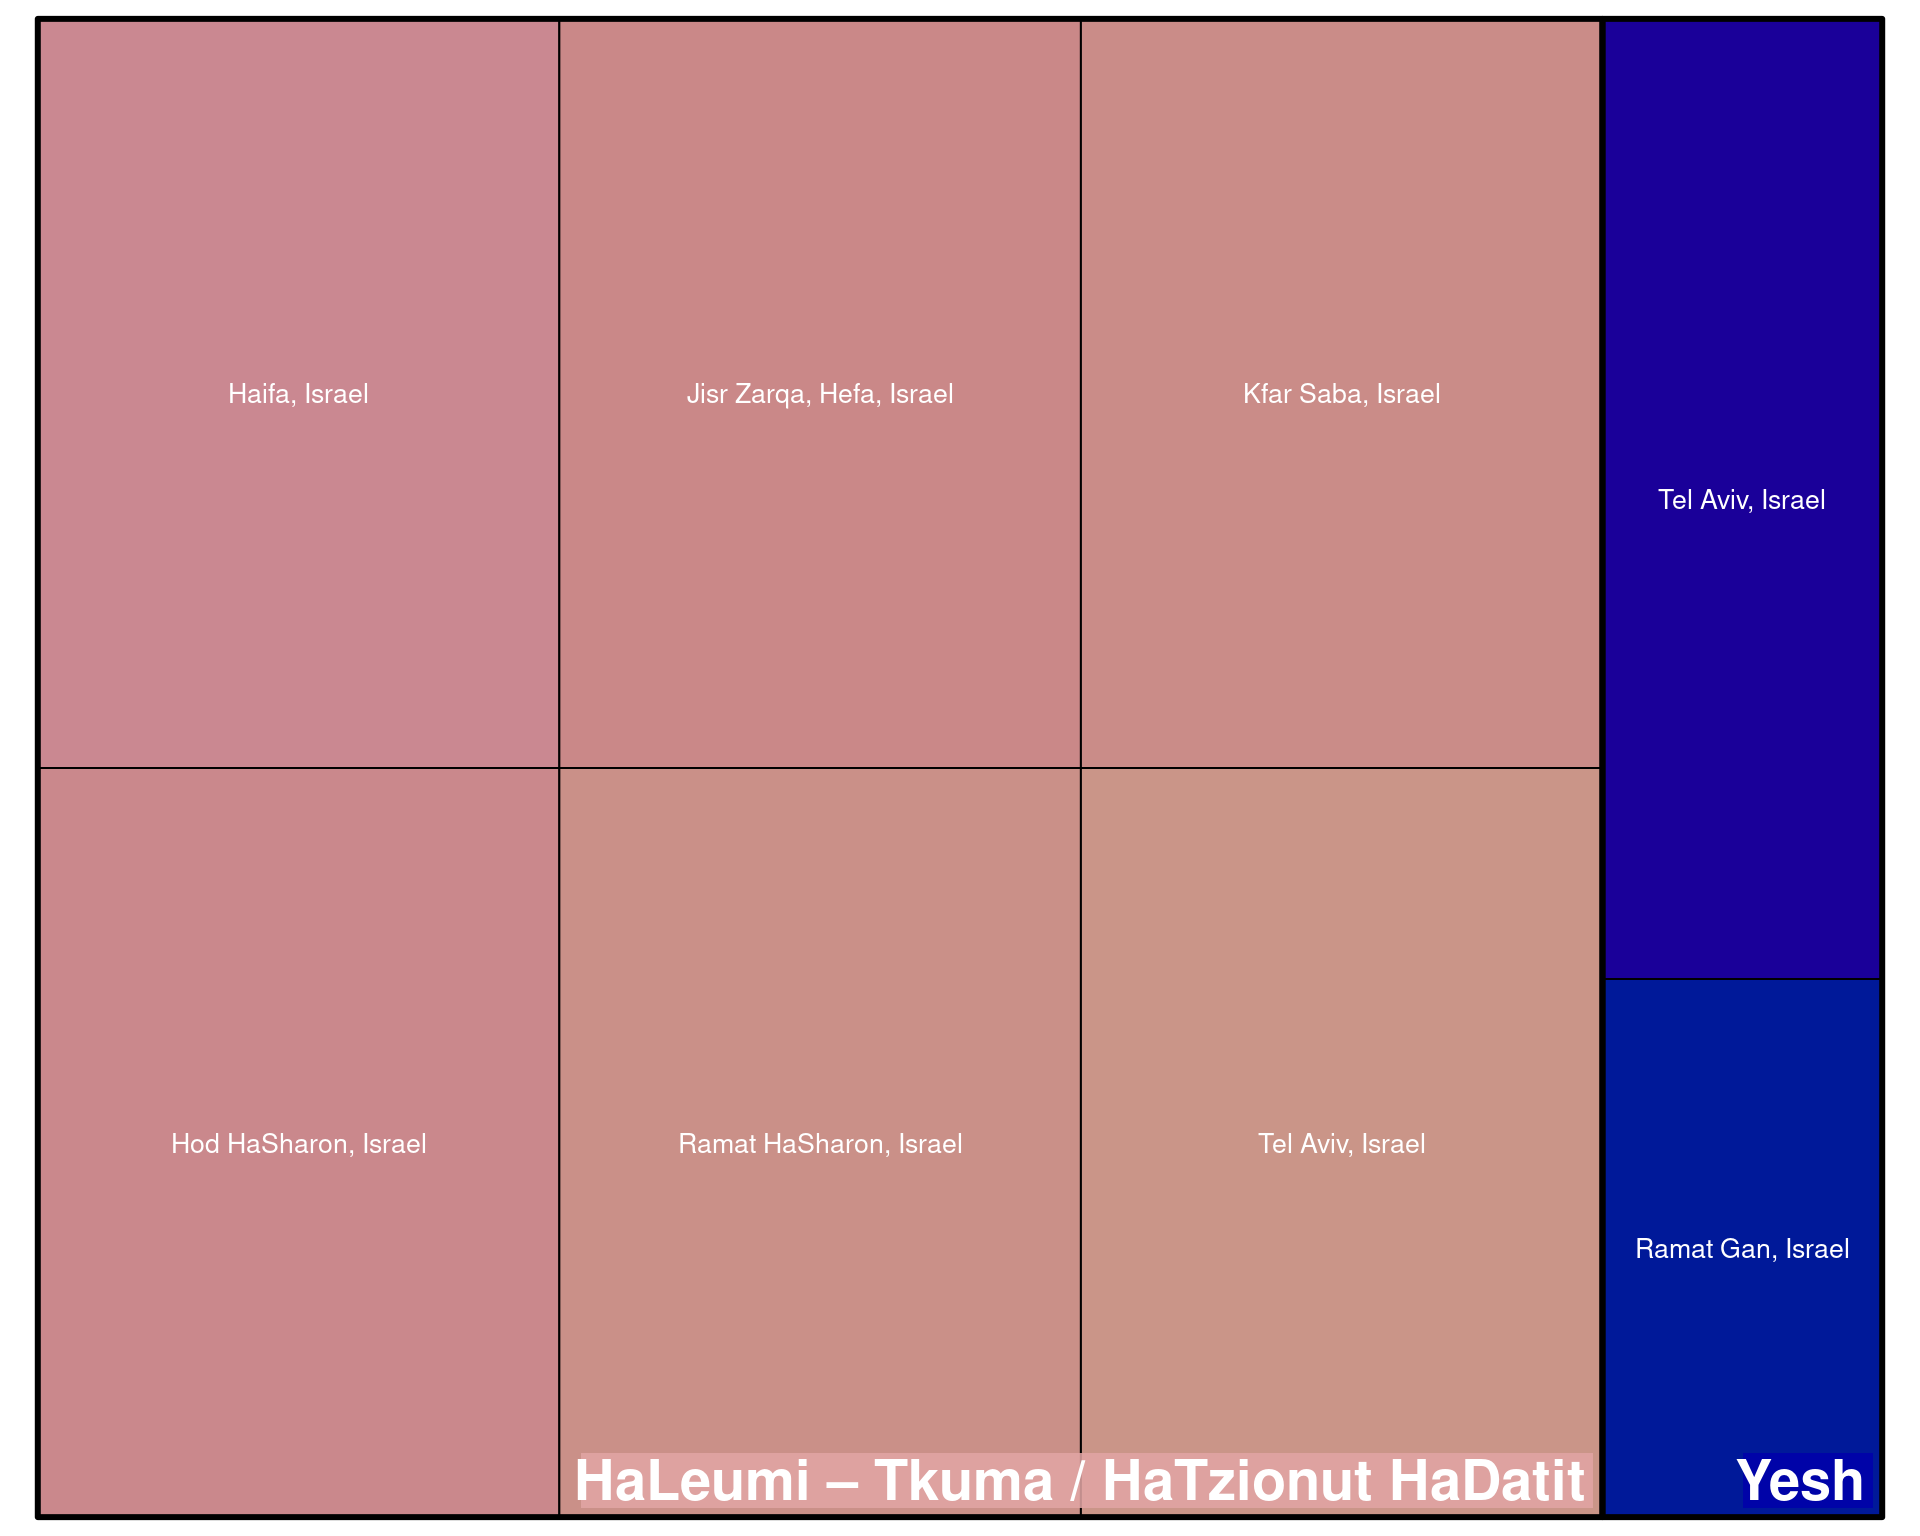 Haifa, Israel
Jisr Zarqa, Hefa, Israel
Kfar Saba, Israel
Tel Aviv, Israel
Hod HaSharon, Israel
Ramat HaSharon, Israel
Tel Aviv, Israel
Ramat Gan, Israel
HaLeumi – Tkuma / HaTzionut HaDatit
Yesh